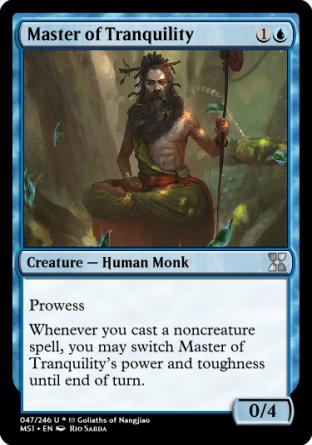 Master of Tranquility 1
Creature — Human Monk
Prowess
Whenever you cast a noncreature
spell, you may switch Master of
Tranquility's power and toughness
until end of turn.
0/4
047/246 U * Goliaths of Nangjiao
MS1 • EN Rio Sabda